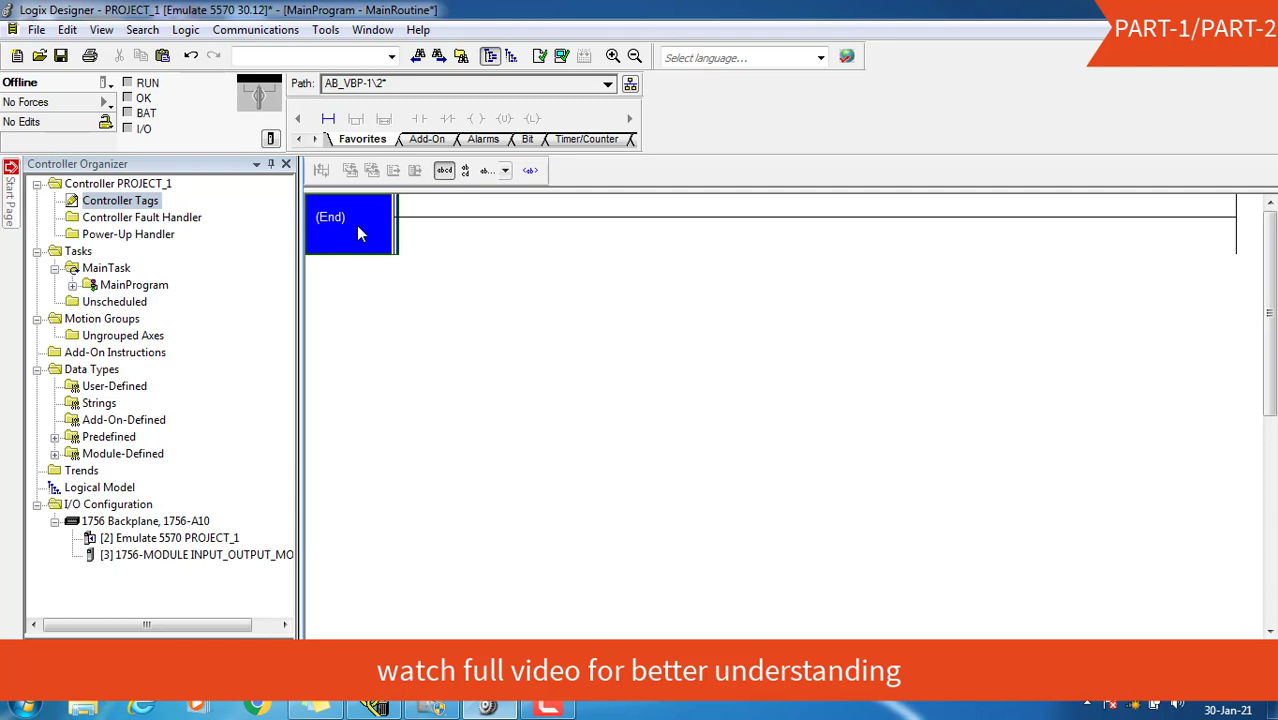 Logix Designer - PROJECT_1 [Emulate 5570 30.12]* - [MainProgram - MainRoutine*]
PART-1/PART-2
File Edit View Search Logic Communications Tools Window Help
Select language...
Offline
RUN
Path: AB_VBP-1\2*
No Forces
OK
BAT
No Edits
I/O
Favorites Add-On Alarms Bit Timer/Counter
Start Page
Controller Organizer
Controller PROJECT_1
Controller Tags
Controller Fault Handler
Power-Up Handler
Tasks
MainTask
MainProgram
Unscheduled
Motion Groups
Ungrouped Axes
Add-On Instructions
Data Types
User-Defined
Strings
Add-On-Defined
Predefined
Module-Defined
Trends
Logical Model
I/O Configuration
1756 Backplane, 1756-A10
[2] Emulate 5570 PROJECT_1
[3] 1756-MODULE INPUT_OUTPUT_MO
(End)
watch full video for better understanding
30-Jan-21